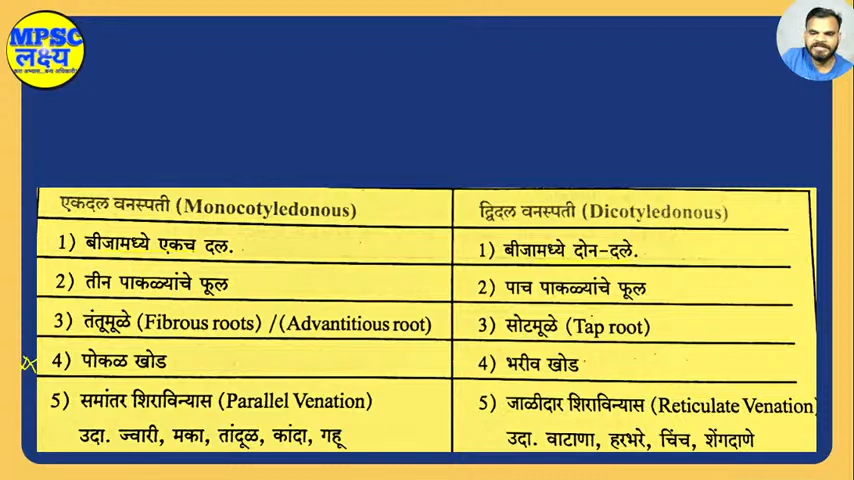 MPSC
लक्ष्य
एकदल वनस्पती (Monocotyledonous)
1) बीजामध्ये एकच दल.
2) तीन पाकळ्यांचे फूल
3) तंतूमूळे (Fibrous roots) /(Advantitious root)
4) पोकळ खोड
5) समांतर शिराविन्यास (Parallel Venation)
उदा. ज्वारी, मका, तांदूळ, कांदा, गहू
द्विदल वनस्पती (Dicotyledonous)
1) बीजामध्ये दोन-दले.
2) पाच पाकळ्यांचे फूल
3) सोटमूळे (Tap root)
4) भरीव खोड
5) जाळीदार शिराविन्यास (Reticulate Venation)
उदा. वाटाणा, हरभरे, चिंच, शेंगदाणे